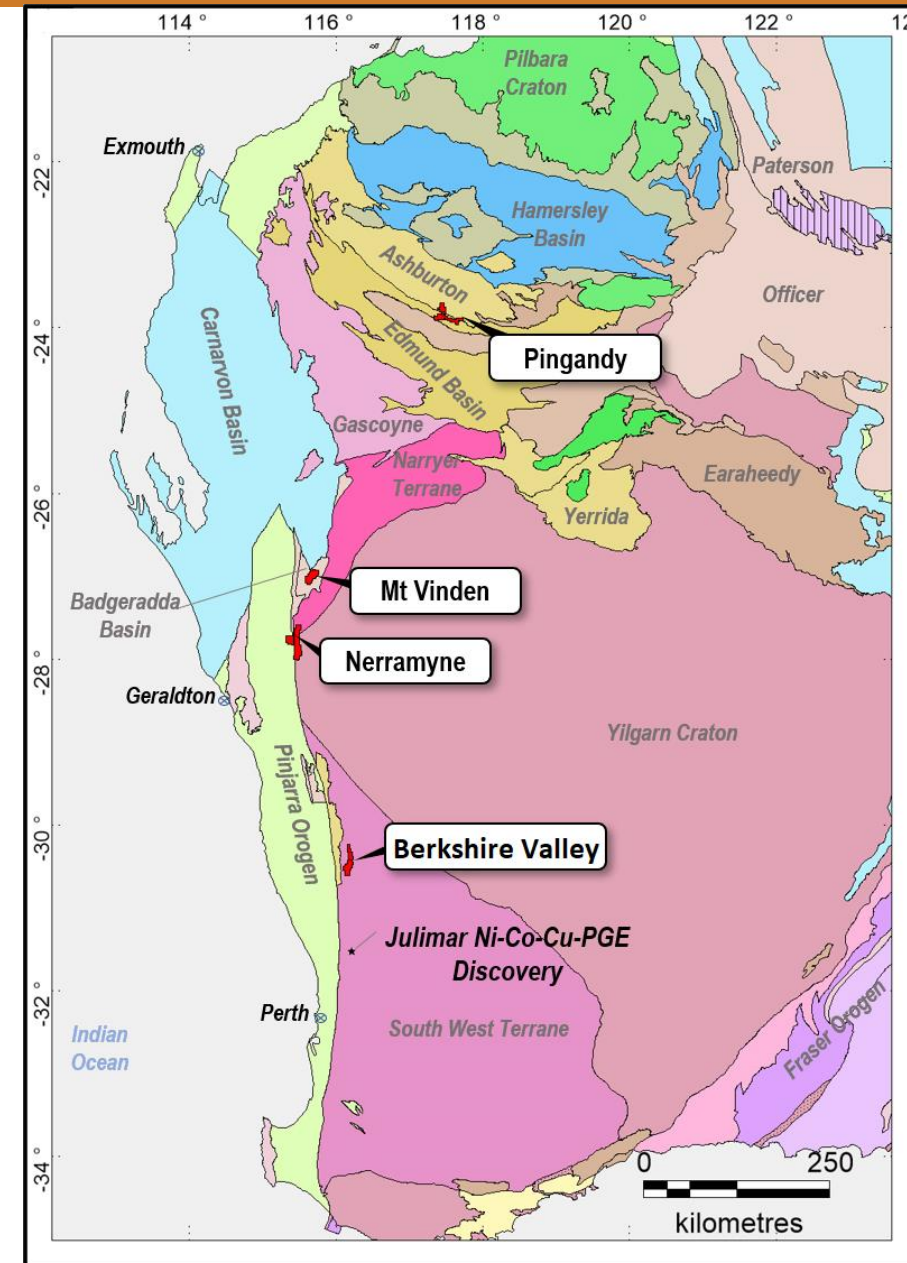 114 °
116 °
118 °
120 °
122 °
12
Pilbara
Craton
Exmouth
-22
Paterson
Hamersley
Basin
Ashburton
Officer
-24
Pingandy
Carnarvon Basin
Edmund Basin
Gascoyne
Narryer
Terrane
Earaheedy
-26
Yerrida
Mt Vinden
Badgeradda
Basin
Nerramyne
-28
Geraldton
Yilgarn Craton
Pinjarra Orogen
-30
Berkshire Valley
Julimar Ni-Co-Cu-PGE
Discovery
-32
Perth
South West Terrane
Indian
Ocean
Fraser Orogen
-34
0
250
kilometres